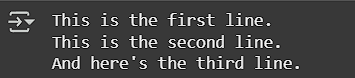 This is the first line.
This is the second line.
And here's the third line.